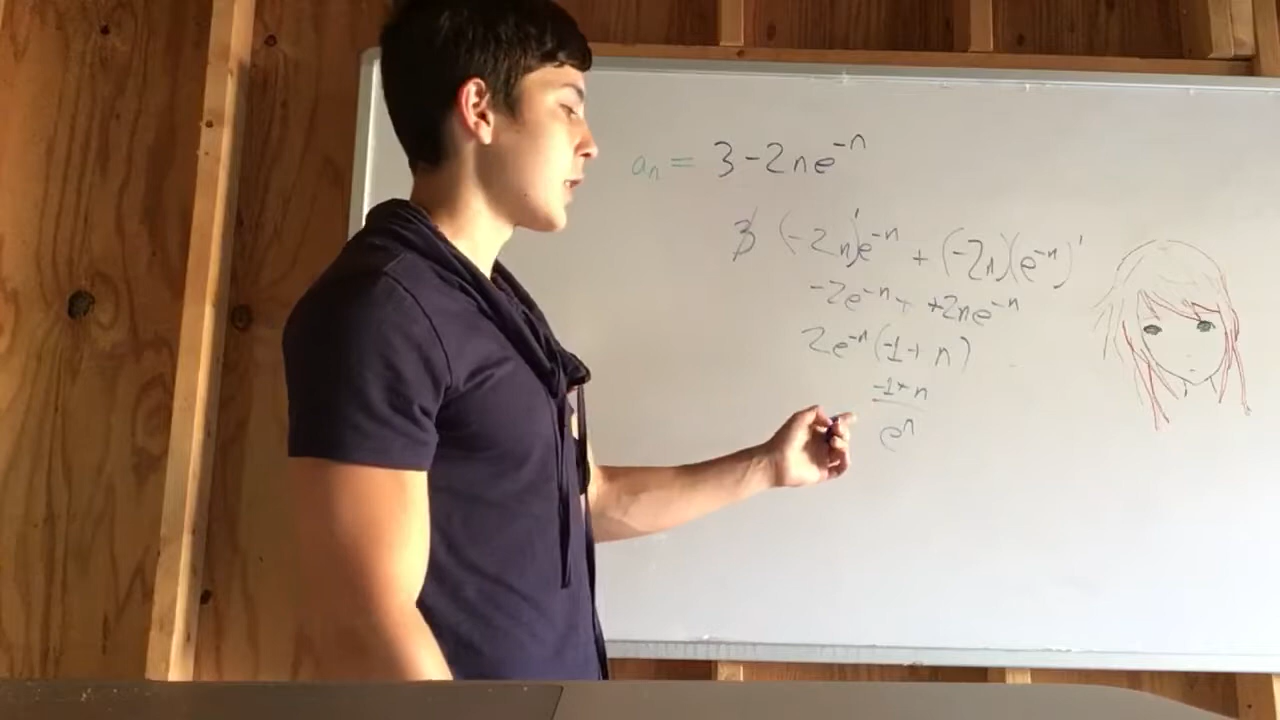 aₙ = 3 - 2ne⁻ⁿ
3 (-2n)'e⁻ⁿ + (-2n)(e⁻ⁿ)'
-2e⁻ⁿ + +2ne⁻ⁿ
2e⁻ⁿ(-1 + n)
-1 + n
eⁿ